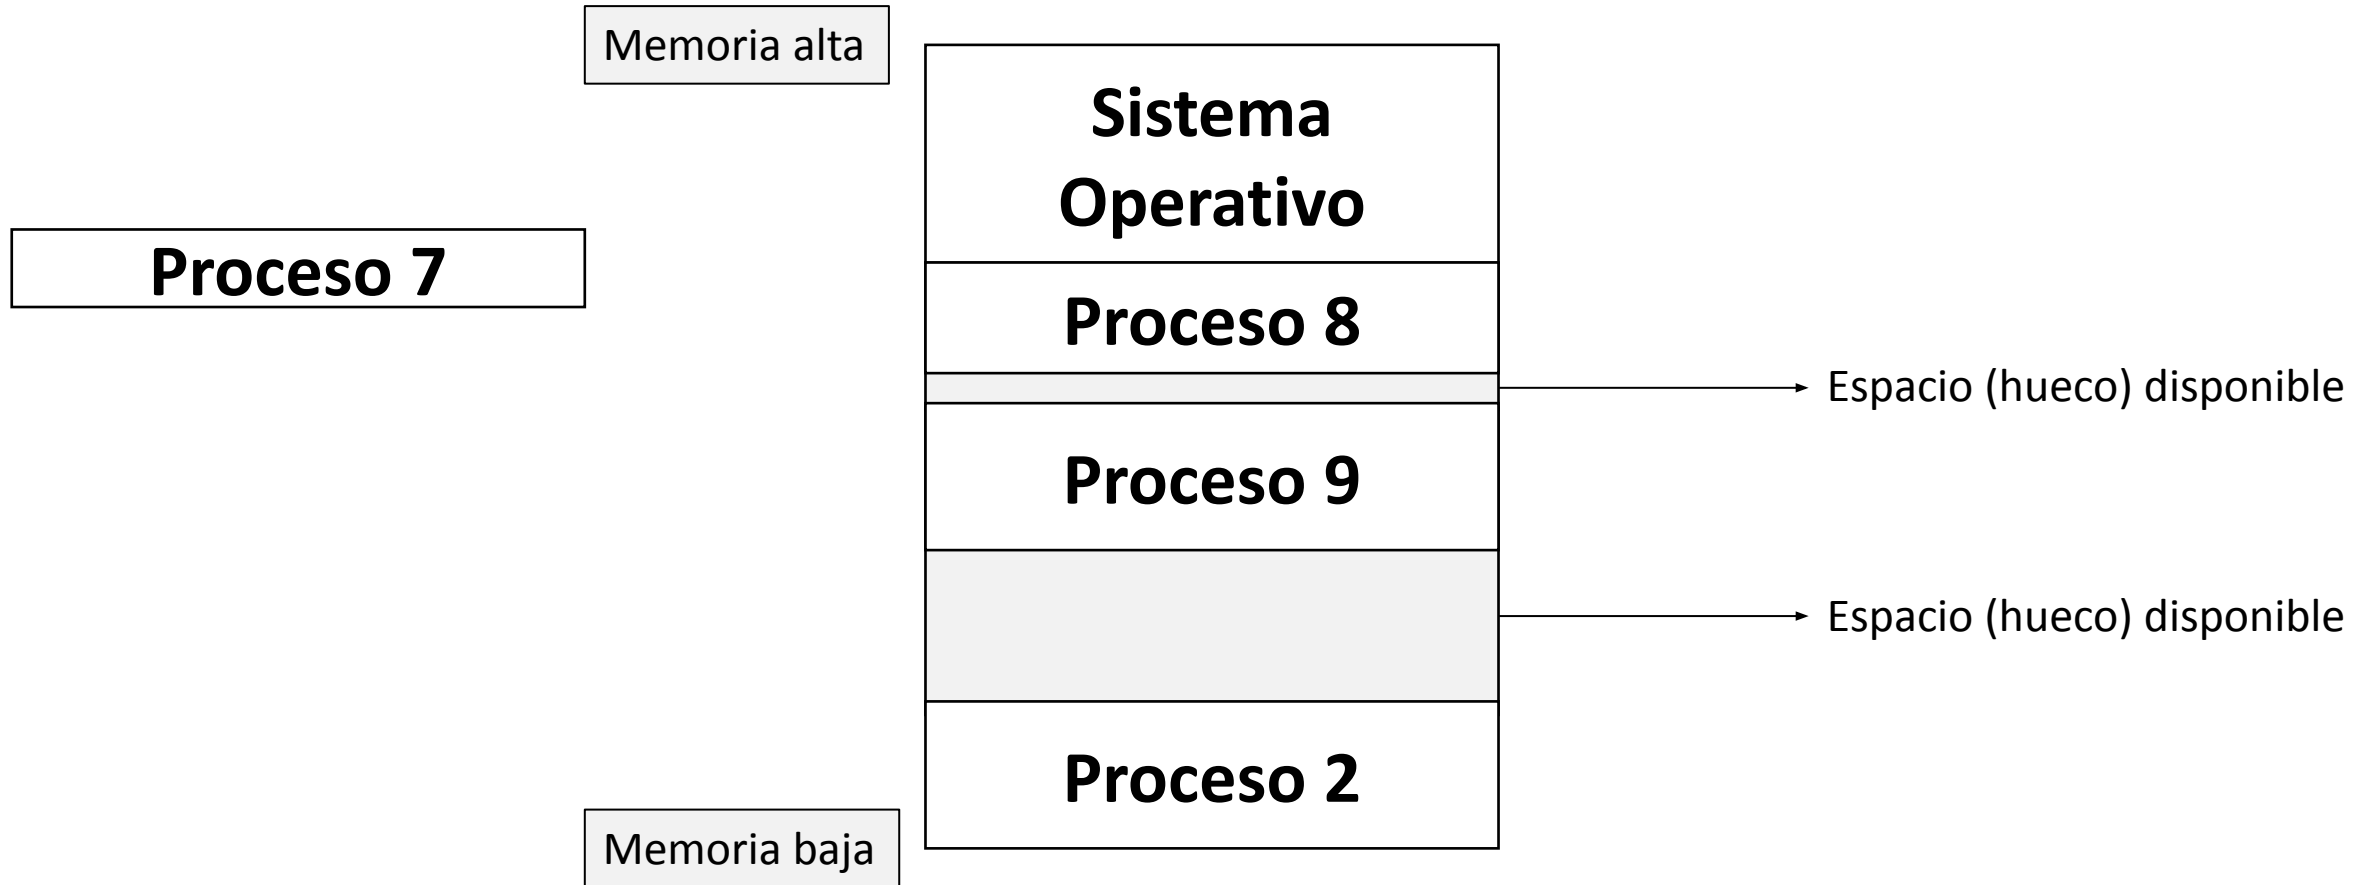 Memoria alta
Sistema
Operativo
Proceso 7
Proceso 8
Espacio (hueco) disponible
Proceso 9
Espacio (hueco) disponible
Proceso 2
Memoria baja